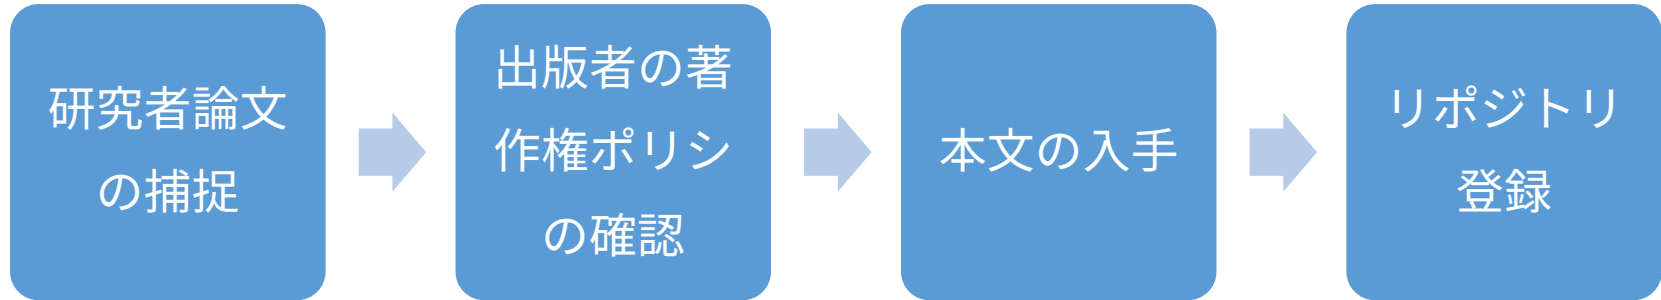 研究者論文
の捕捉
出版者の著
作権ポリシ
の確認
本文の入手
リポジトリ
登録